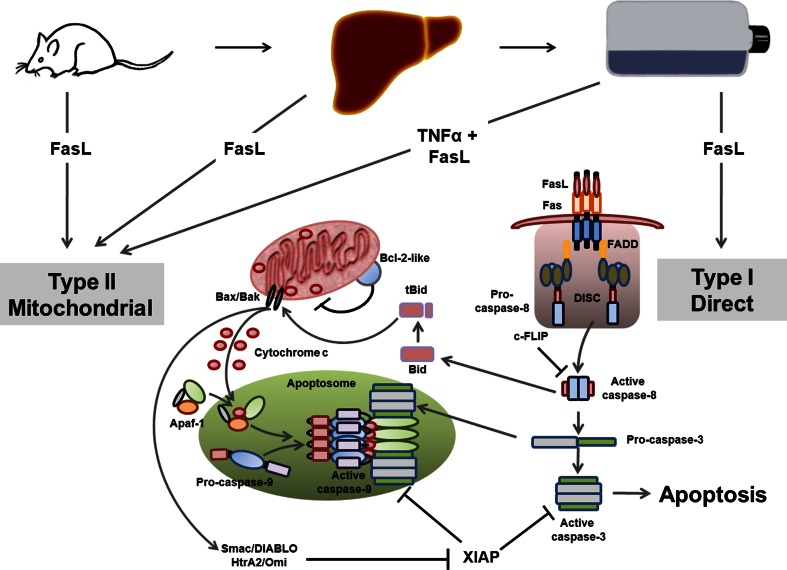 FasL
FasL
TNFα +
FasL
FasL
Type II
Mitochondrial
Type I
Direct
FasL
Fas
FADD
DISC
Pro-
caspase-8
c-FLIP
Active
caspase-8
Pro-caspase-3
Active
caspase-3
Apoptosis
Bcl-2-like
Bax/Bak
tBid
Bid
Cytochrome c
Apoptosome
Apaf-1
Pro-caspase-9
Active
caspase-9
Smac/DIABLO
HtrA2/Omi
XIAP